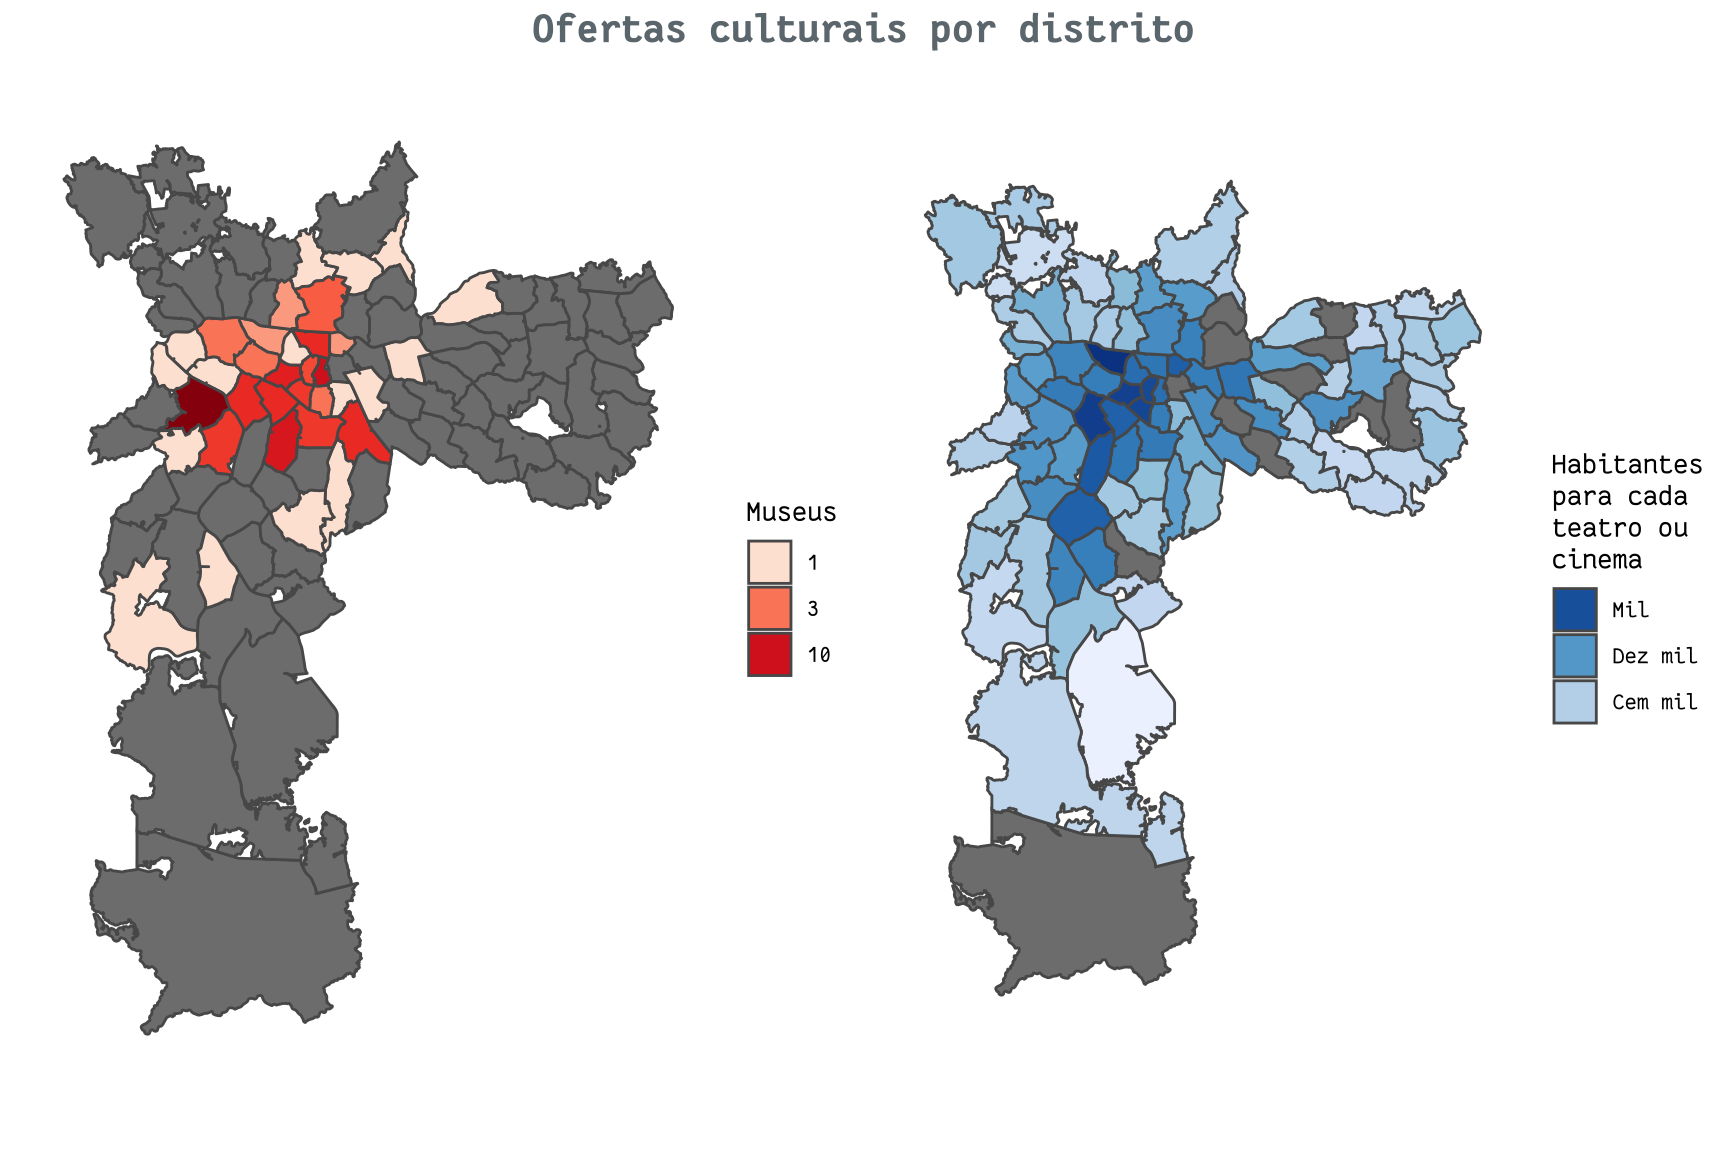 Ofertas culturais por distrito
Museus
1
3
10
Habitantes
para cada
teatro ou
cinema
Mil
Dez mil
Cem mil